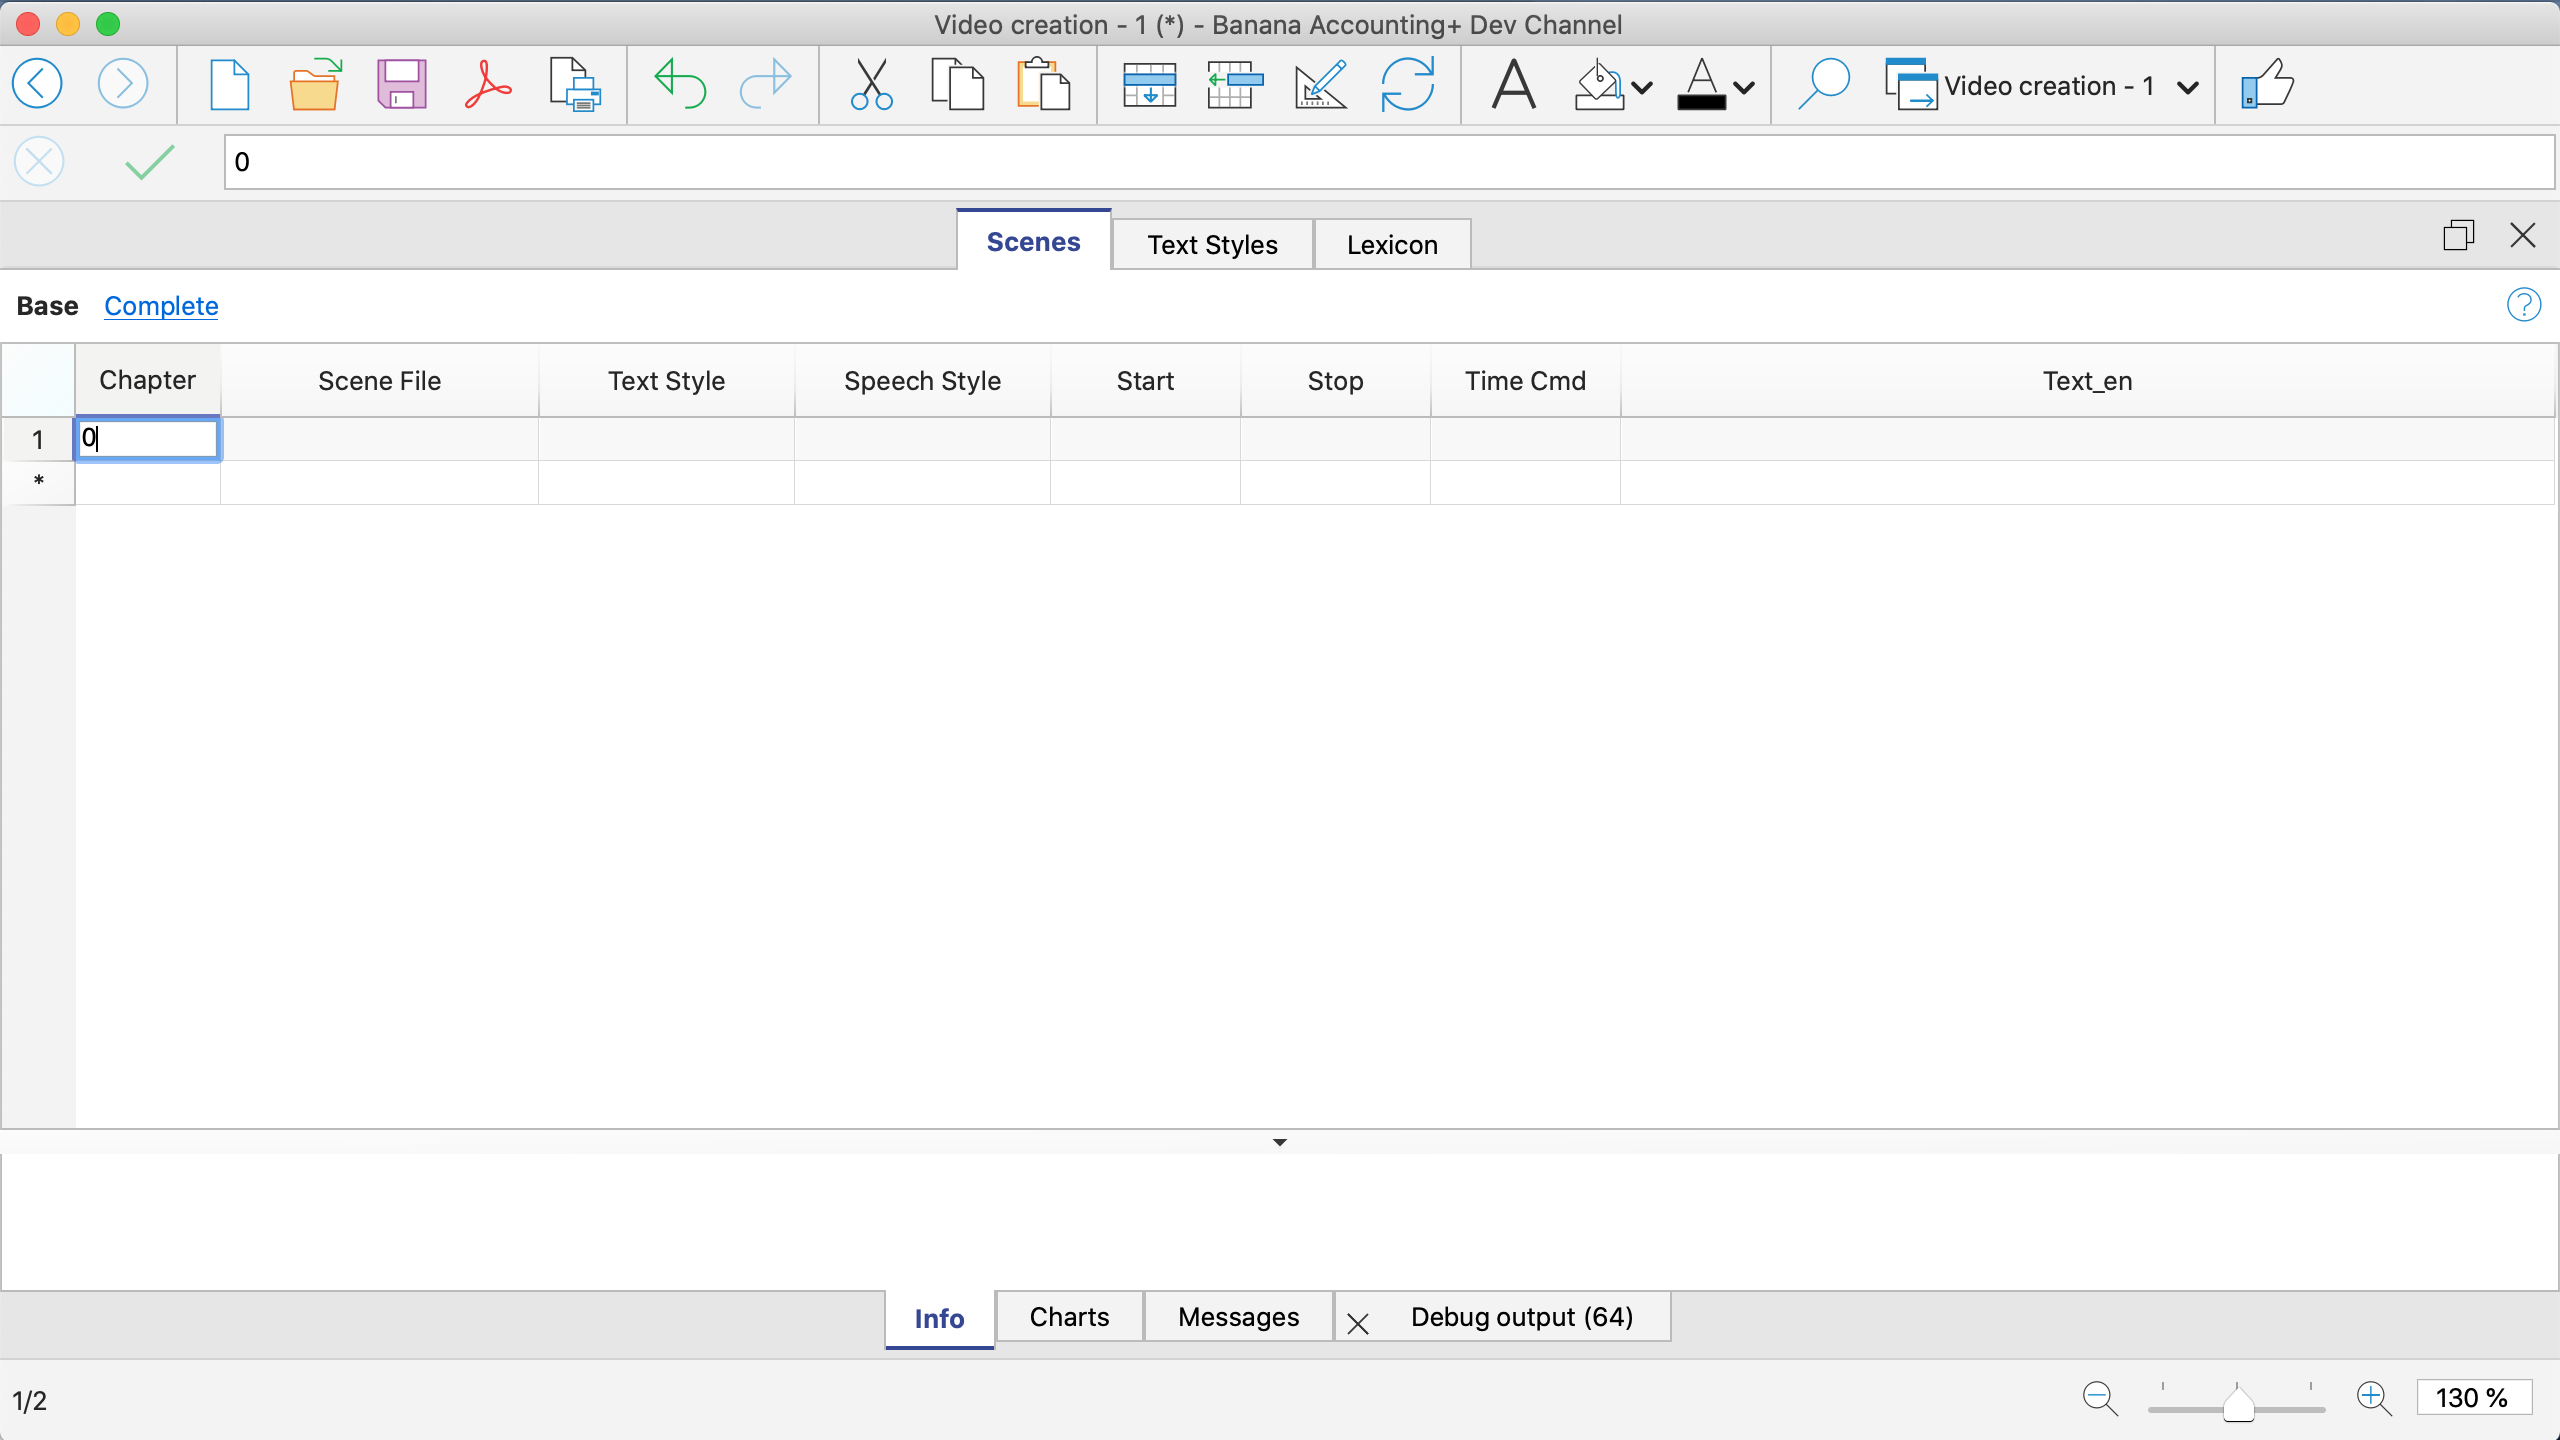 Video creation - 1 (*) - Banana Accounting+ Dev Channel
Video creation - 1
0
Scenes Text Styles Lexicon
Base Complete
Chapter Scene File Text Style Speech Style Start Stop Time Cmd Text_en
1 0
*
Info Charts Messages Debug output (64)
1/2 130 %